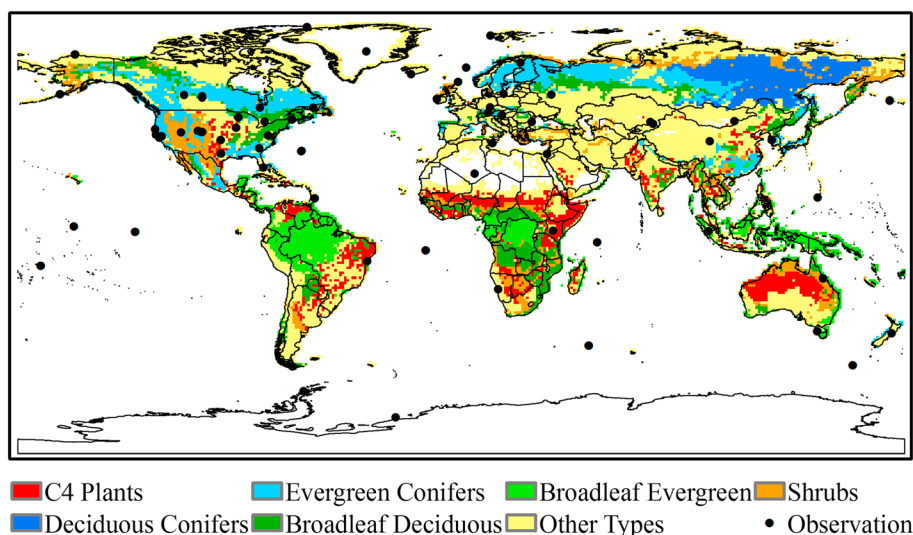 C4 Plants Evergreen Conifers Broadleaf Evergreen Shrubs
Deciduous Conifers Broadleaf Deciduous Other Types Observation